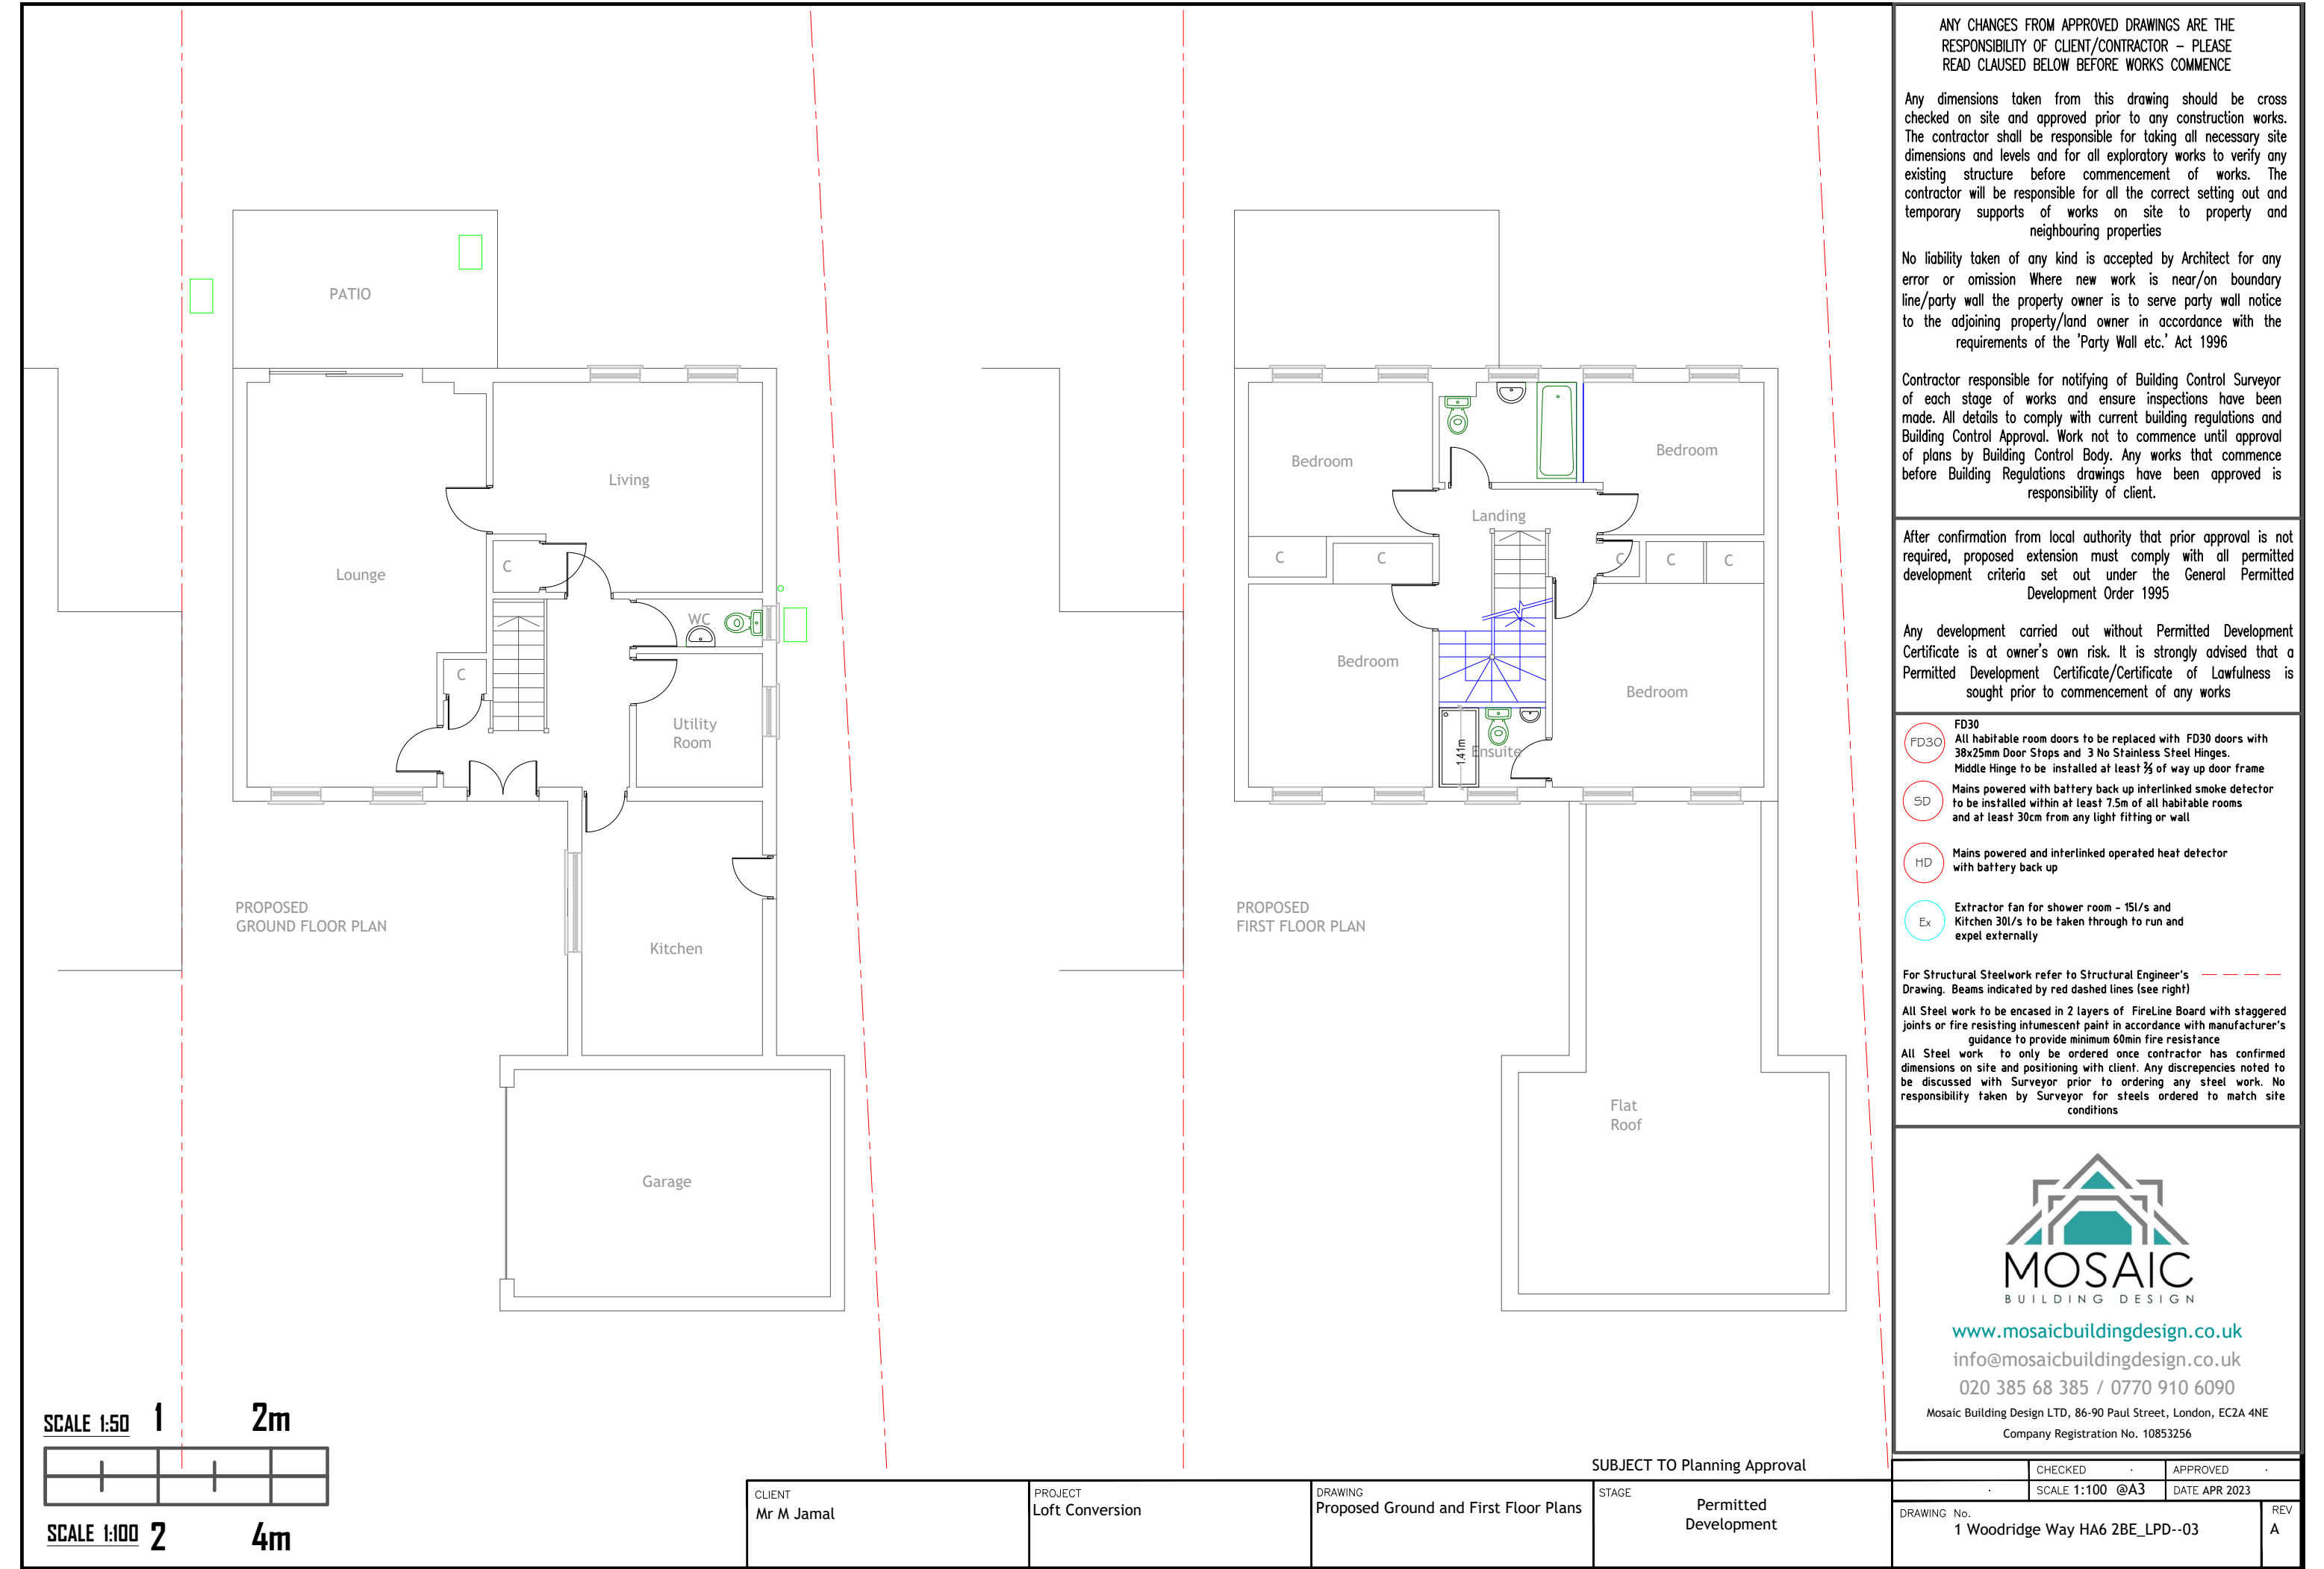 PATIO
Living
Lounge
C
WC
C
Utility
Room
PROPOSED
GROUND FLOOR PLAN
Kitchen
Garage
Bedroom
Bedroom
Landing
C
C
C
C
C
Bedroom
Bedroom
1.41m
Ensuite
PROPOSED
FIRST FLOOR PLAN
Flat
Roof
SCALE 1:50
1
2m
SCALE 1:100
2
4m
SUBJECT TO Planning Approval
CLIENT
Mr M Jamal
PROJECT
Loft Conversion
DRAWING
Proposed Ground and First Floor Plans
STAGE
Permitted
Development
ANY CHANGES FROM APPROVED DRAWINGS ARE THE
RESPONSIBILITY OF CLIENT/CONTRACTOR – PLEASE
READ CLAUSED BELOW BEFORE WORKS COMMENCE
Any dimensions taken from this drawing should be cross
checked on site and approved prior to any construction works.
The contractor shall be responsible for taking all necessary site
dimensions and levels and for all exploratory works to verify any
existing structure before commencement of works. The
contractor will be responsible for all the correct setting out and
temporary supports of works on site to property and
neighbouring properties
No liability taken of any kind is accepted by Architect for any
error or omission Where new work is near/on boundary
line/party wall the property owner is to serve party wall notice
to the adjoining property/land owner in accordance with the
requirements of the 'Party Wall etc.' Act 1996
Contractor responsible for notifying of Building Control Surveyor
of each stage of works and ensure inspections have been
made. All details to comply with current building regulations and
Building Control Approval. Work not to commence until approval
of plans by Building Control Body. Any works that commence
before Building Regulations drawings have been approved is
responsibility of client.
After confirmation from local authority that prior approval is not
required, proposed extension must comply with all permitted
development criteria set out under the General Permitted
Development Order 1995
Any development carried out without Permitted Development
Certificate is at owner's own risk. It is strongly advised that a
Permitted Development Certificate/Certificate of Lawfulness is
sought prior to commencement of any works
FD30
FD30
All habitable room doors to be replaced with FD30 doors with
38x25mm Door Stops and 3 No Stainless Steel Hinges.
Middle Hinge to be installed at least ⅔ of way up door frame
SD
Mains powered with battery back up interlinked smoke detector
to be installed within at least 7.5m of all habitable rooms
and at least 30cm from any light fitting or wall
HD
Mains powered and interlinked operated heat detector
with battery back up
Ex
Extractor fan for shower room - 15l/s and
Kitchen 30l/s to be taken through to run and
expel externally
For Structural Steelwork refer to Structural Engineer's
Drawing. Beams indicated by red dashed lines (see right)
All Steel work to be encased in 2 layers of FireLine Board with staggered
joints or fire resisting intumescent paint in accordance with manufacturer's
guidance to provide minimum 60min fire resistance
All Steel work to only be ordered once contractor has confirmed
dimensions on site and positioning with client. Any discrepencies noted to
be discussed with Surveyor prior to ordering any steel work. No
responsibility taken by Surveyor for steels ordered to match site
conditions
MOSAIC
BUILDING DESIGN
www.mosaicbuildingdesign.co.uk
info@mosaicbuildingdesign.co.uk
020 385 68 385 / 0770 910 6090
Mosaic Building Design LTD, 86-90 Paul Street, London, EC2A 4NE
Company Registration No. 10853256
CHECKED
APPROVED
SCALE 1:100 @A3
DATE APR 2023
DRAWING No.
1 Woodridge Way HA6 2BE_LPD--03
REV
A